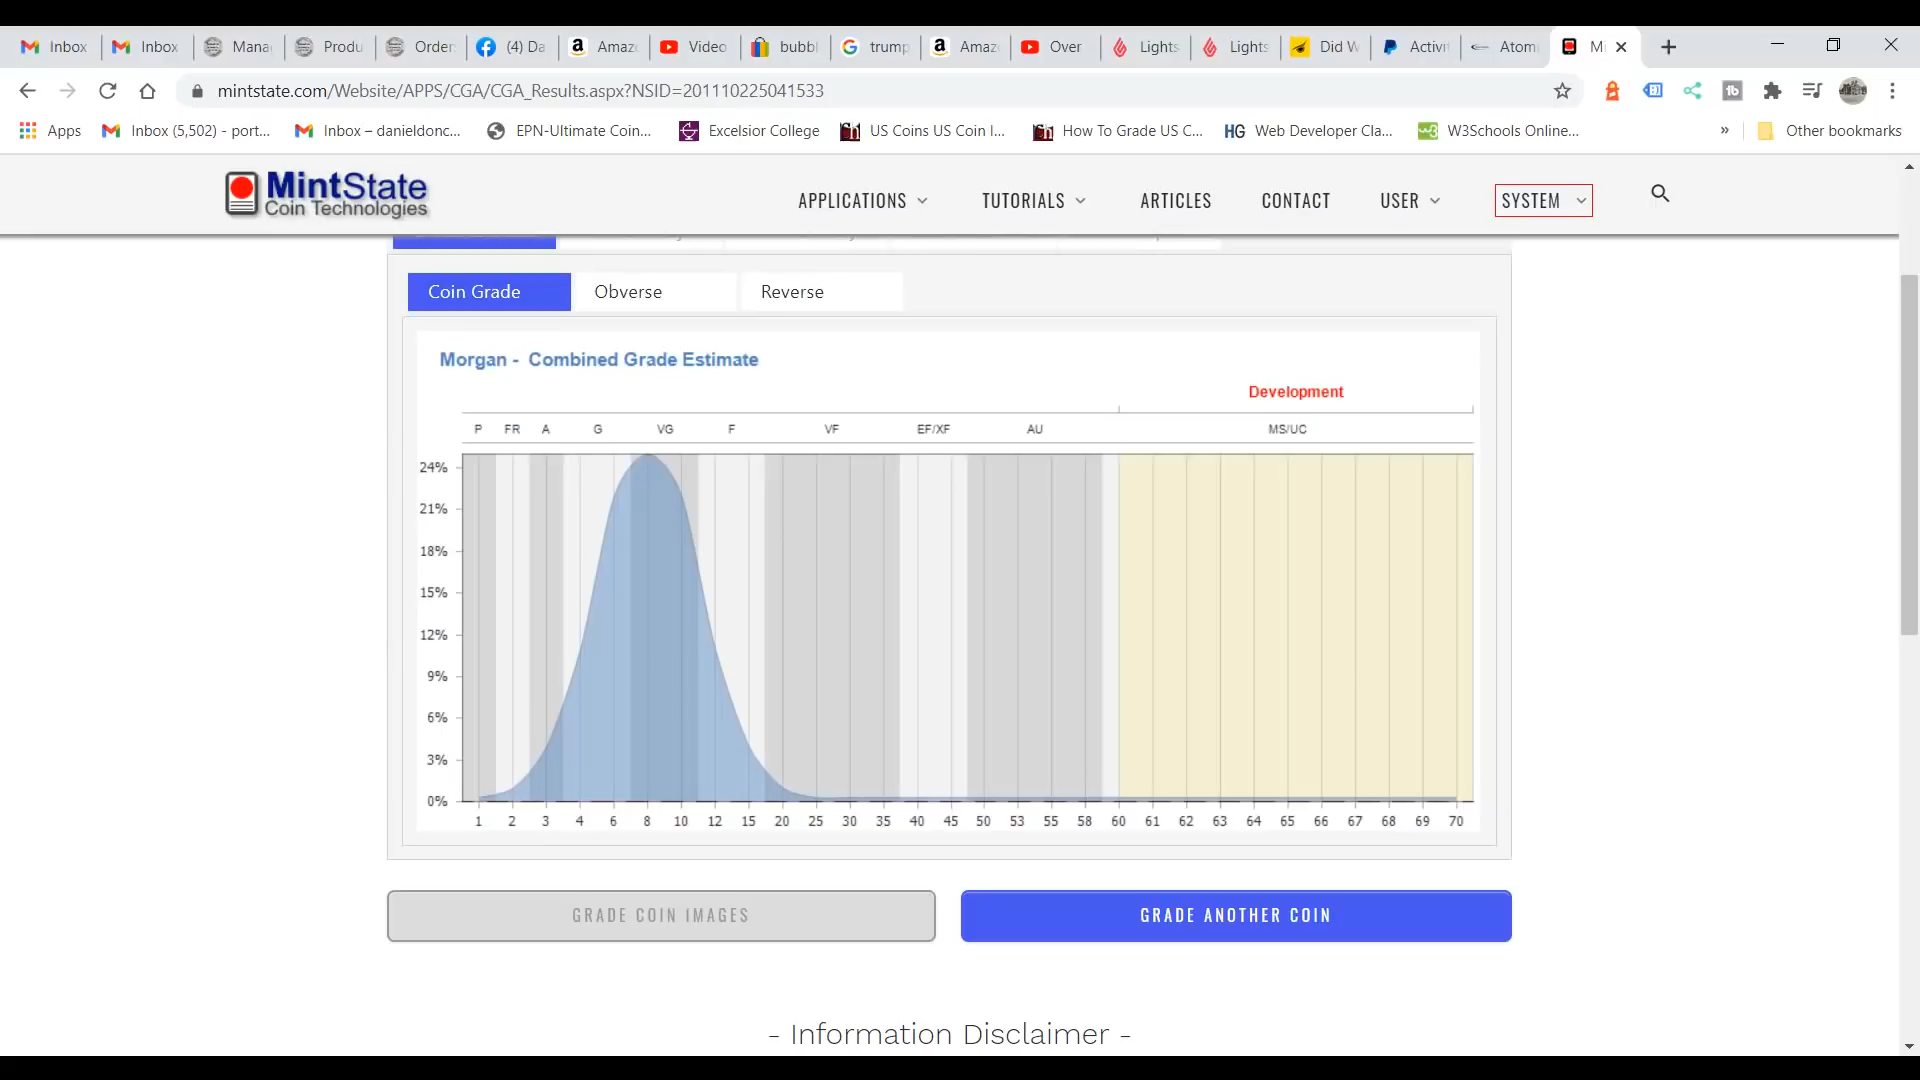 Inbox Inbox Mana Produ Order (4) Da Amaz Video bubbl trump Amaz Over Lights Lights Did W Activi Atom Mi
mintstate.com/Website/APPS/CGA/CGA_Results.aspx?NSID=201110225041533
Apps Inbox (5,502) - port... Inbox – danieldonc... EPN-Ultimate Coin... Excelsior College US Coins US Coin I... How To Grade US C... HG Web Developer Cla... W3Schools Online... » Other bookmarks
MintState
Coin Technologies
APPLICATIONS TUTORIALS ARTICLES CONTACT USER SYSTEM
Coin Grade Obverse Reverse
Morgan - Combined Grade Estimate
Development
P FR A G VG F VF EF/XF AU MS/UC
24%
21%
18%
15%
12%
9%
6%
3%
0%
1 2 3 4 6 8 10 12 15 20 25 30 35 40 45 50 53 55 58 60 61 62 63 64 65 66 67 68 69 70
GRADE COIN IMAGES GRADE ANOTHER COIN
- Information Disclaimer -